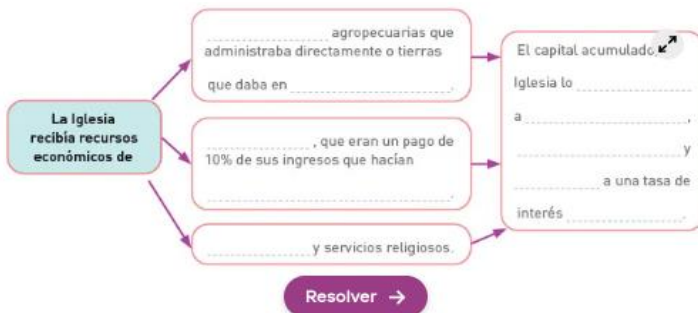 La Iglesia
recibía recursos
económicos de
agropecuarias que
administraba directamente o tierras
que daba en .
, que eran un pago de
10% de sus ingresos que hacían
.
y servicios religiosos.
El capital acumulado,
Iglesia lo
a ,
y
a una tasa de
interés .
Resolver →